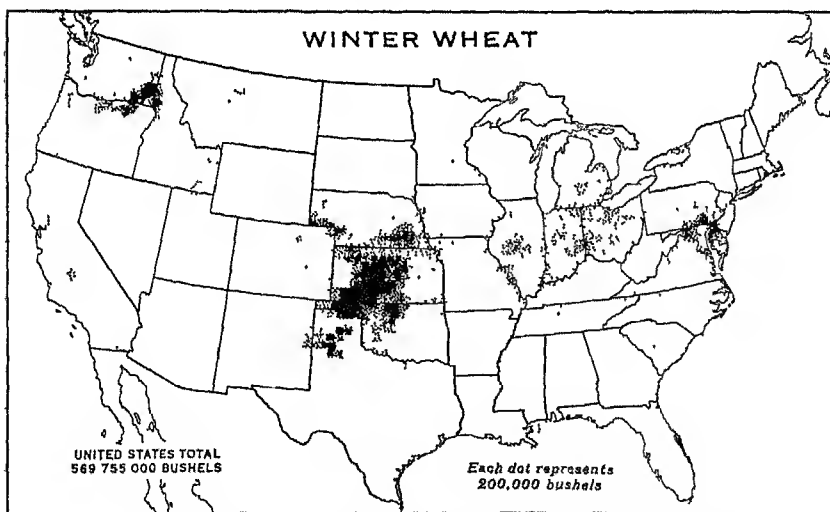 WINTER WHEAT
UNITED STATES TOTAL
569 755 000 BUSHELS
Each dot represents
200,000 bushels